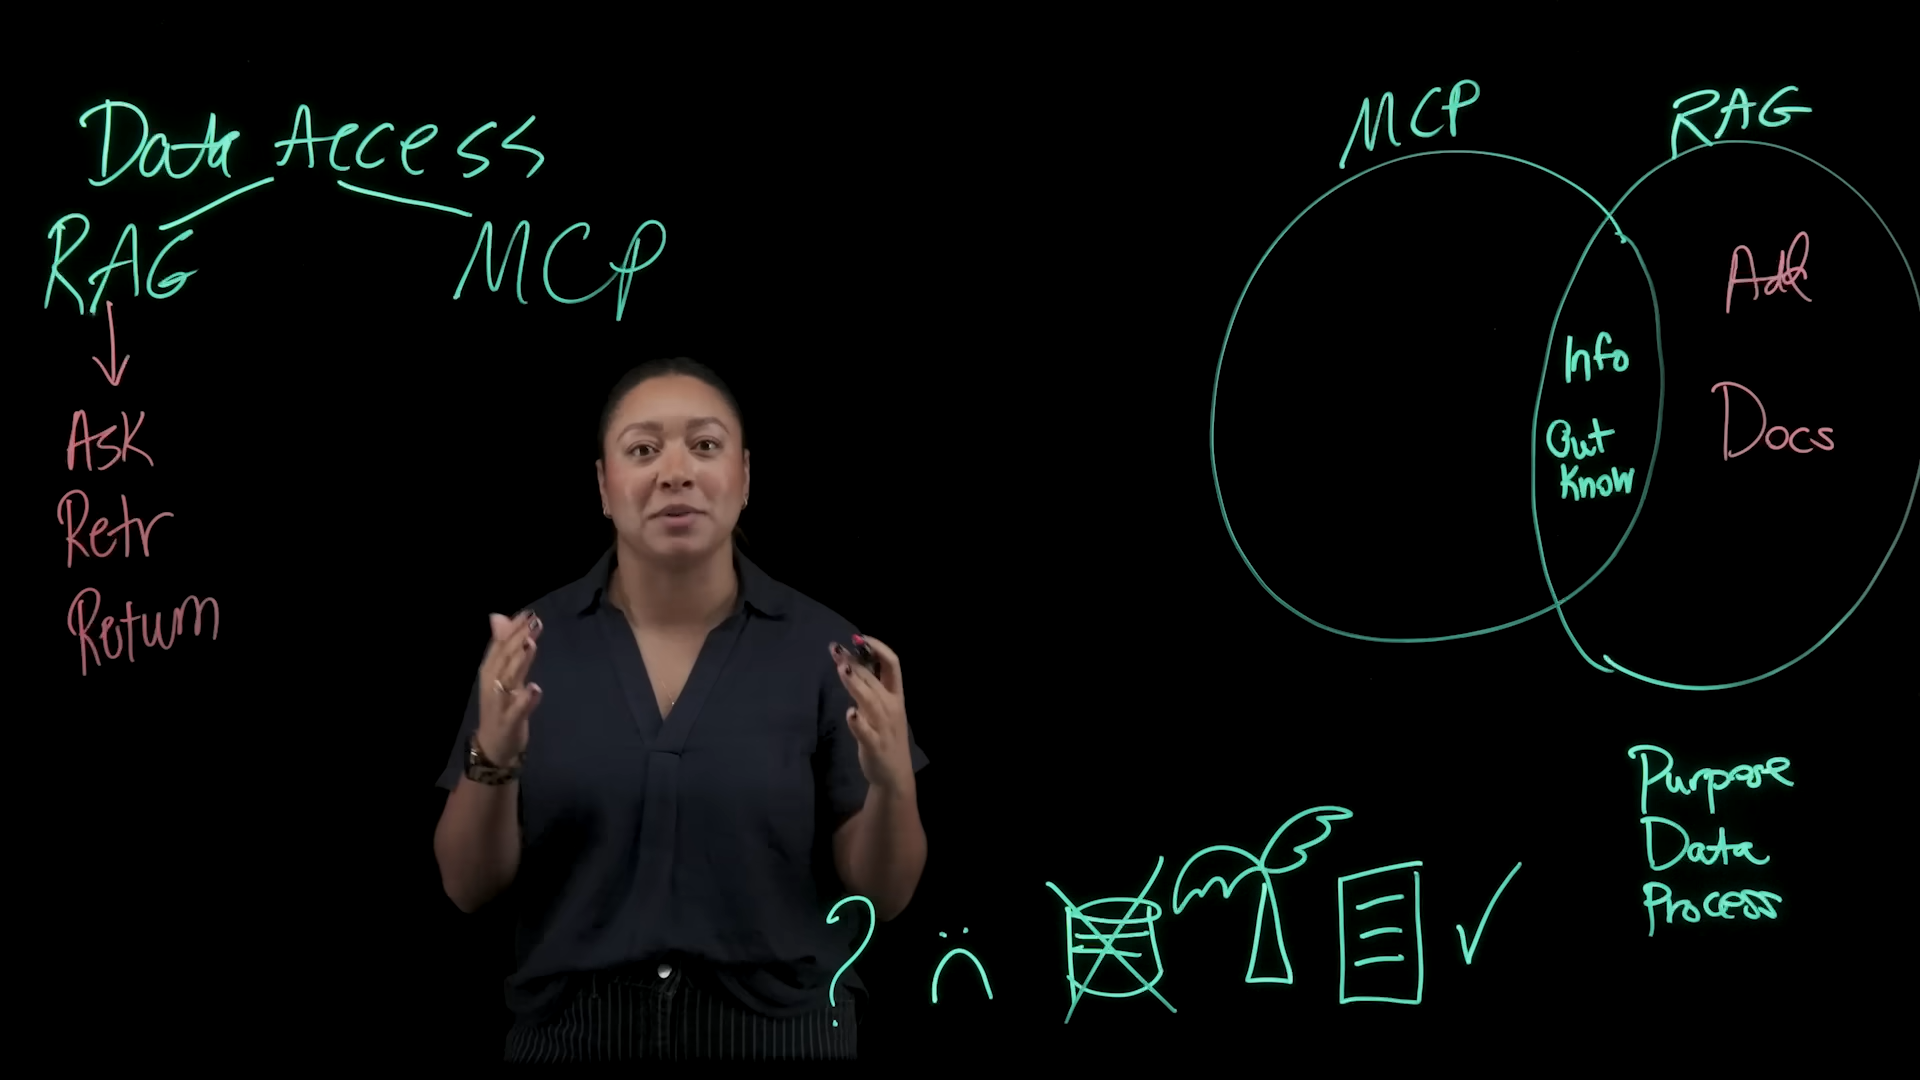 Data Access
RAG
MCP
Ask
Retr
Return
MCP
RAG
Info
Out
Know
Add
Docs
?
Purpose
Data
Process